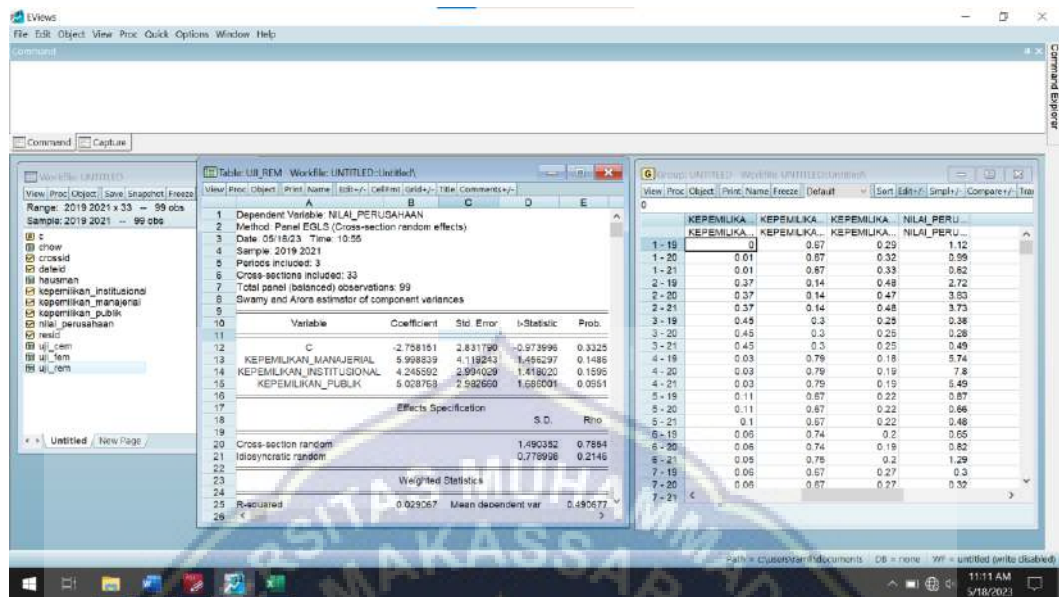 EViews
File Edit Object View Proc Quick Options Window Help
Command
Command Explorer
Command Capture
Workfile: UNTITLED
View Proc Object Save Snapshot Freeze
Range: 2019 2021 x 33 -- 99 obs
Sample: 2019 2021 -- 99 obs
c
chow
crossid
dateid
hausman
kepemilikan_institusional
kepemilikan_manajerial
kepemilikan_publik
nilai_perusahaan
resid
uji_cem
uji_fem
uji_rem
Untitled New Page
Table: UJI_REM Workfile: UNTITLED::Untitled\
View Proc Object Print Name Edit+/- CellFmt Grid+/- Title Comments+/-
A B C D E
1 Dependent Variable: NILAI_PERUSAHAAN
2 Method: Panel EGLS (Cross-section random effects)
3 Date: 05/18/23 Time: 10:56
4 Sample: 2019 2021
5 Periods included: 3
6 Cross-sections included: 33
7 Total panel (balanced) observations: 99
8 Swamy and Arora estimator of component variances
9
10 Variable Coefficient Std. Error t-Statistic Prob.
11
12 C -2.758161 2.831790 -0.973996 0.3325
13 KEPEMILIKAN_MANAJERIAL 5.998839 4.119243 1.456297 0.1486
14 KEPEMILIKAN_INSTITUSIONAL 4.245592 2.994029 1.418020 0.1595
15 KEPEMILIKAN_PUBLIK 5.028768 2.982660 1.686001 0.0951
16
17 Effects Specification
18 S.D. Rho
19
20 Cross-section random 1.490352 0.7854
21 Idiosyncratic random 0.778998 0.2146
22
23 Weighted Statistics
24
25 R-squared 0.029067 Mean dependent var 0.490677
26
Group: UNTITLED Workfile: UNTITLED::Untitled\
View Proc Object Print Name Freeze Default Sort Edit+/- Smpl+/- Compare+/- Tran
0
KEPEMILIKA... KEPEMILIKA... KEPEMILIKA... NILAI_PERU...
KEPEMILIKA... KEPEMILIKA... KEPEMILIKA... NILAI_PERU...
1 - 19 0 0.67 0.29 1.12
1 - 20 0.01 0.67 0.32 0.99
1 - 21 0.01 0.67 0.33 0.62
2 - 19 0.37 0.14 0.48 2.72
2 - 20 0.37 0.14 0.47 3.83
2 - 21 0.37 0.14 0.48 3.73
3 - 19 0.45 0.3 0.25 0.38
3 - 20 0.45 0.3 0.25 0.28
3 - 21 0.45 0.3 0.25 0.49
4 - 19 0.03 0.79 0.18 5.74
4 - 20 0.03 0.79 0.19 7.8
4 - 21 0.03 0.79 0.19 5.49
5 - 19 0.11 0.67 0.22 0.87
5 - 20 0.11 0.67 0.22 0.66
5 - 21 0.1 0.67 0.22 0.48
6 - 19 0.06 0.74 0.2 0.65
6 - 20 0.06 0.74 0.19 0.82
6 - 21 0.05 0.75 0.2 1.29
7 - 19 0.06 0.67 0.27 0.3
7 - 20 0.06 0.67 0.27 0.32
7 - 21
SITAS MUHAMM
MAKASSAR
Path = c:\users\ramli\documents DB = none WF = untitled (write disabled)
11:11 AM
5/18/2023